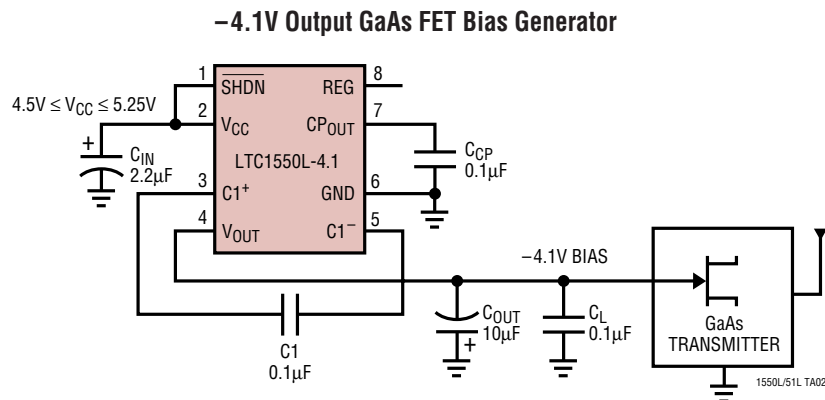 –4.1V Output GaAs FET Bias Generator
4.5V ≤ VCC ≤ 5.25V
1
SHDN
REG
8
2
VCC
CPOUT
7
LTC1550L-4.1
+
CIN
2.2µF
CCP
0.1µF
3
C1+
GND
6
4
VOUT
C1–
5
–4.1V BIAS
C1
0.1µF
COUT
10µF
+
CL
0.1µF
GaAs
TRANSMITTER
1550L/51L TA02